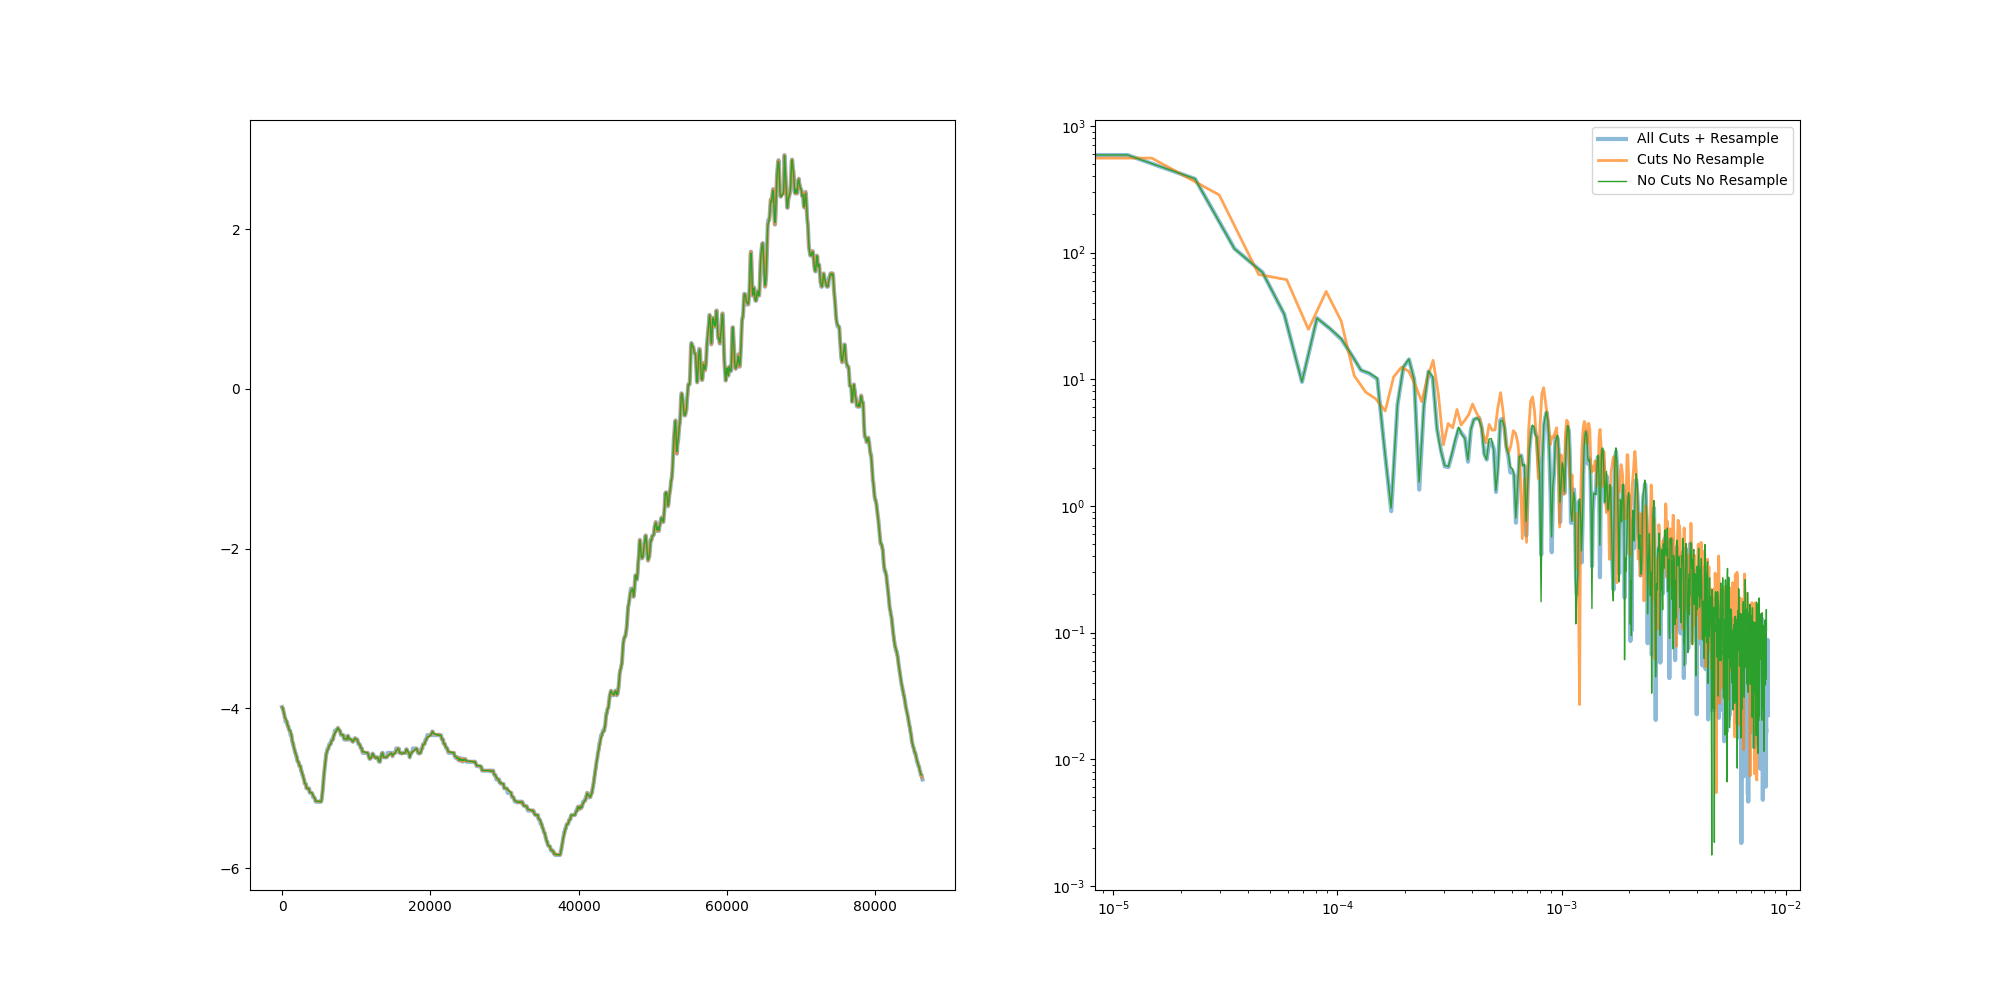 2
0
−2
−4
−6
0 20000 40000 60000 80000
10³
10²
10¹
10⁰
10⁻¹
10⁻²
10⁻³
10⁻⁵ 10⁻⁴ 10⁻³ 10⁻²
All Cuts + Resample
Cuts No Resample
No Cuts No Resample